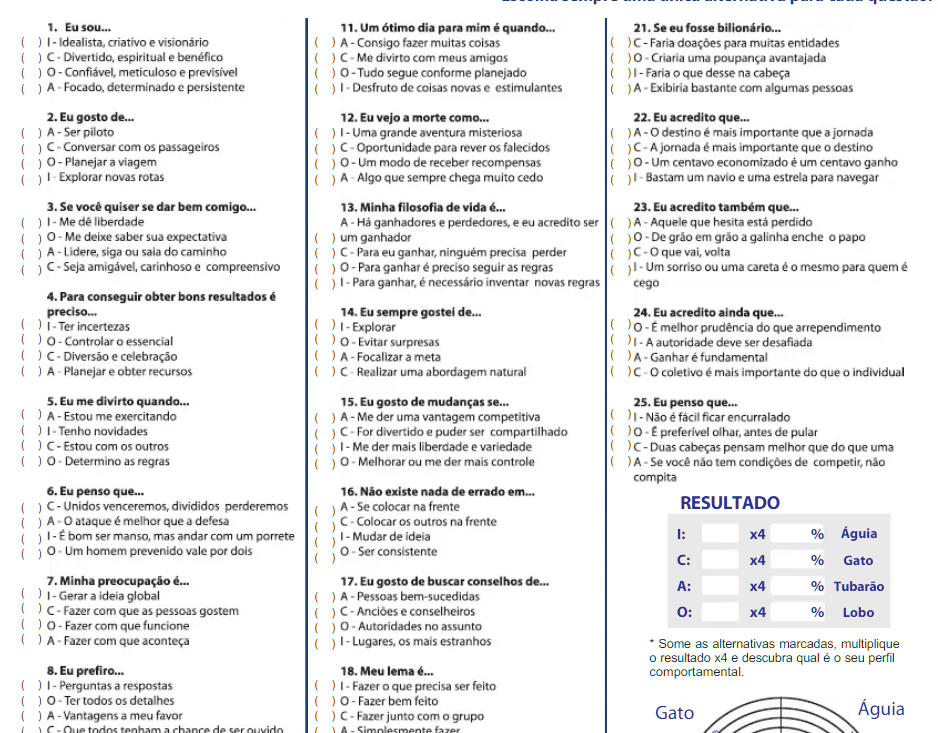 Escolha sempre uma única alternativa para cada questão.
1. Eu sou...
( ) I - Idealista, criativo e visionário
( ) C - Divertido, espiritual e benéfico
( ) O - Confiável, meticuloso e previsível
( ) A - Focado, determinado e persistente
2. Eu gosto de...
( ) A - Ser piloto
( ) C - Conversar com os passageiros
( ) O - Planejar a viagem
( ) I - Explorar novas rotas
3. Se você quiser se dar bem comigo...
( ) I - Me dê liberdade
( ) O - Me deixe saber sua expectativa
( ) A - Lidere, siga ou saia do caminho
( ) C - Seja amigável, carinhoso e compreensivo
4. Para conseguir obter bons resultados é
preciso...
( ) I - Ter incertezas
( ) O - Controlar o essencial
( ) C - Diversão e celebração
( ) A - Planejar e obter recursos
5. Eu me divirto quando...
( ) A - Estou me exercitando
( ) I - Tenho novidades
( ) C - Estou com os outros
( ) O - Determino as regras
6. Eu penso que...
( ) C - Unidos venceremos, divididos perderemos
( ) A - O ataque é melhor que a defesa
( ) I - É bom ser manso, mas andar com um porrete
( ) O - Um homem prevenido vale por dois
7. Minha preocupação é...
( ) I - Gerar a ideia global
( ) C - Fazer com que as pessoas gostem
( ) O - Fazer com que funcione
( ) A - Fazer com que aconteça
8. Eu prefiro...
( ) I - Perguntas a respostas
( ) O - Ter todos os detalhes
( ) A - Vantagens a meu favor
( ) C - Que todos tenham a chance de ser ouvido
11. Um ótimo dia para mim é quando...
( ) A - Consigo fazer muitas coisas
( ) C - Me divirto com meus amigos
( ) O - Tudo segue conforme planejado
( ) I - Desfruto de coisas novas e estimulantes
12. Eu vejo a morte como...
( ) I - Uma grande aventura misteriosa
( ) C - Oportunidade para rever os falecidos
( ) O - Um modo de receber recompensas
( ) A - Algo que sempre chega muito cedo
13. Minha filosofia de vida é...
A - Há ganhadores e perdedores, e eu acredito ser
( ) um ganhador
( ) C - Para eu ganhar, ninguém precisa perder
( ) O - Para ganhar é preciso seguir as regras
( ) I - Para ganhar, é necessário inventar novas regras
14. Eu sempre gostei de...
( ) I - Explorar
( ) O - Evitar surpresas
( ) A - Focalizar a meta
( ) C - Realizar uma abordagem natural
15. Eu gosto de mudanças se...
( ) A - Me der uma vantagem competitiva
( ) C - For divertido e puder ser compartilhado
( ) I - Me der mais liberdade e variedade
( ) O - Melhorar ou me der mais controle
16. Não existe nada de errado em...
( ) A - Se colocar na frente
( ) C - Colocar os outros na frente
( ) I - Mudar de ideia
( ) O - Ser consistente
17. Eu gosto de buscar conselhos de...
( ) A - Pessoas bem-sucedidas
( ) C - Anciões e conselheiros
( ) O - Autoridades no assunto
( ) I - Lugares, os mais estranhos
18. Meu lema é...
( ) I - Fazer o que precisa ser feito
( ) O - Fazer bem feito
( ) C - Fazer junto com o grupo
( ) A - Simplesmente fazer
21. Se eu fosse bilionário...
( ) C - Faria doações para muitas entidades
( ) O - Criaria uma poupança avantajada
( ) I - Faria o que desse na cabeça
( ) A - Exibiria bastante com algumas pessoas
22. Eu acredito que...
( ) A - O destino é mais importante que a jornada
( ) C - A jornada é mais importante que o destino
( ) O - Um centavo economizado é um centavo ganho
( ) I - Bastam um navio e uma estrela para navegar
23. Eu acredito também que...
( ) A - Aquele que hesita está perdido
( ) O - De grão em grão a galinha enche o papo
( ) C - O que vai, volta
( ) I - Um sorriso ou uma careta é o mesmo para quem é
cego
24. Eu acredito ainda que...
( ) O - É melhor prudência do que arrependimento
( ) I - A autoridade deve ser desafiada
( ) A - Ganhar é fundamental
( ) C - O coletivo é mais importante do que o individual
25. Eu penso que...
( ) I - Não é fácil ficar encurralado
( ) O - É preferível olhar, antes de pular
( ) C - Duas cabeças pensam melhor que do que uma
( ) A - Se você não tem condições de competir, não
compita
RESULTADO
I: x4 % Águia
C: x4 % Gato
A: x4 % Tubarão
O: x4 % Lobo
* Some as alternativas marcadas, multiplique
o resultado x4 e descubra qual é o seu perfil
comportamental.
Gato Águia